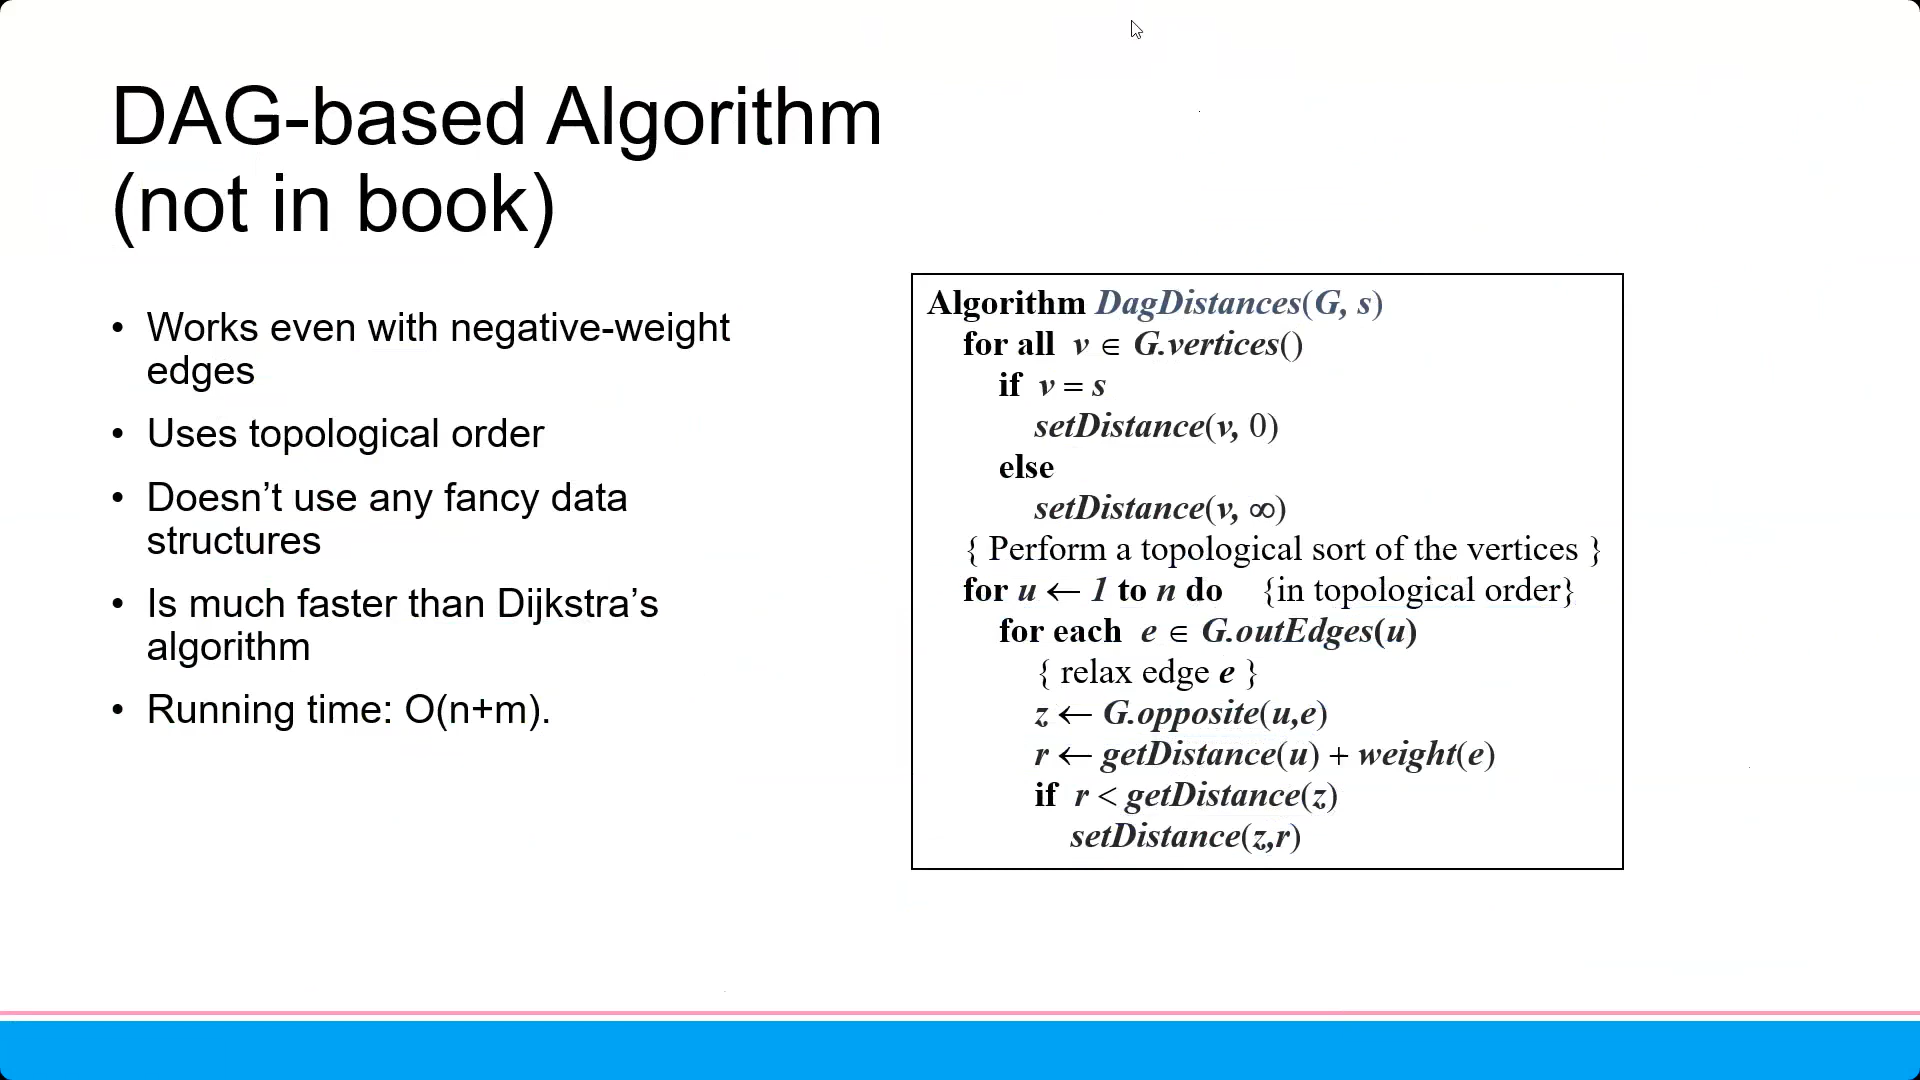 DAG-based Algorithm
(not in book)
• Works even with negative-weight
edges
• Uses topological order
• Doesn’t use any fancy data
structures
• Is much faster than Dijkstra’s
algorithm
• Running time: O(n+m).
Algorithm DagDistances(G, s)
for all v ∈ G.vertices()
if v = s
setDistance(v, 0)
else
setDistance(v, ∞)
{ Perform a topological sort of the vertices }
for u ← 1 to n do {in topological order}
for each e ∈ G.outEdges(u)
{ relax edge e }
z ← G.opposite(u,e)
r ← getDistance(u) + weight(e)
if r < getDistance(z)
setDistance(z,r)